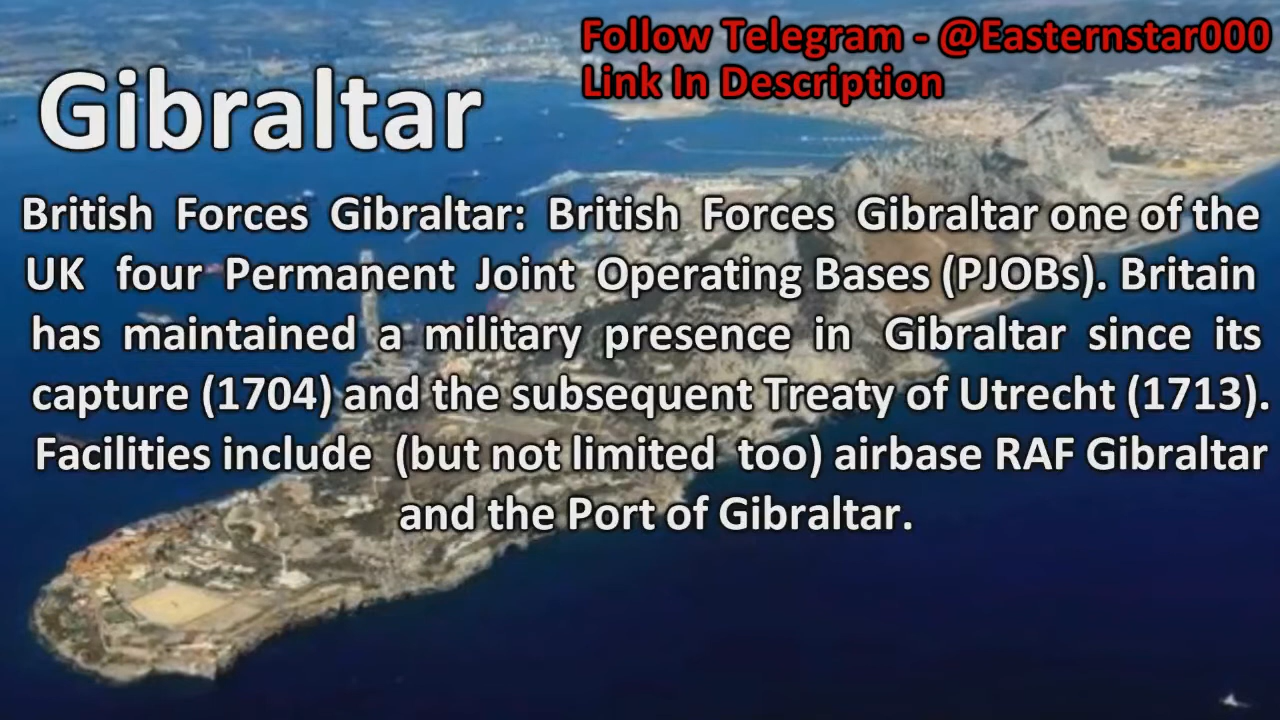 Follow Telegram - @Easternstar000
Link In Description
Gibraltar
British Forces Gibraltar: British Forces Gibraltar one of the
UK four Permanent Joint Operating Bases (PJOBs). Britain
has maintained a military presence in Gibraltar since its
capture (1704) and the subsequent Treaty of Utrecht (1713).
Facilities include (but not limited too) airbase RAF Gibraltar
and the Port of Gibraltar.